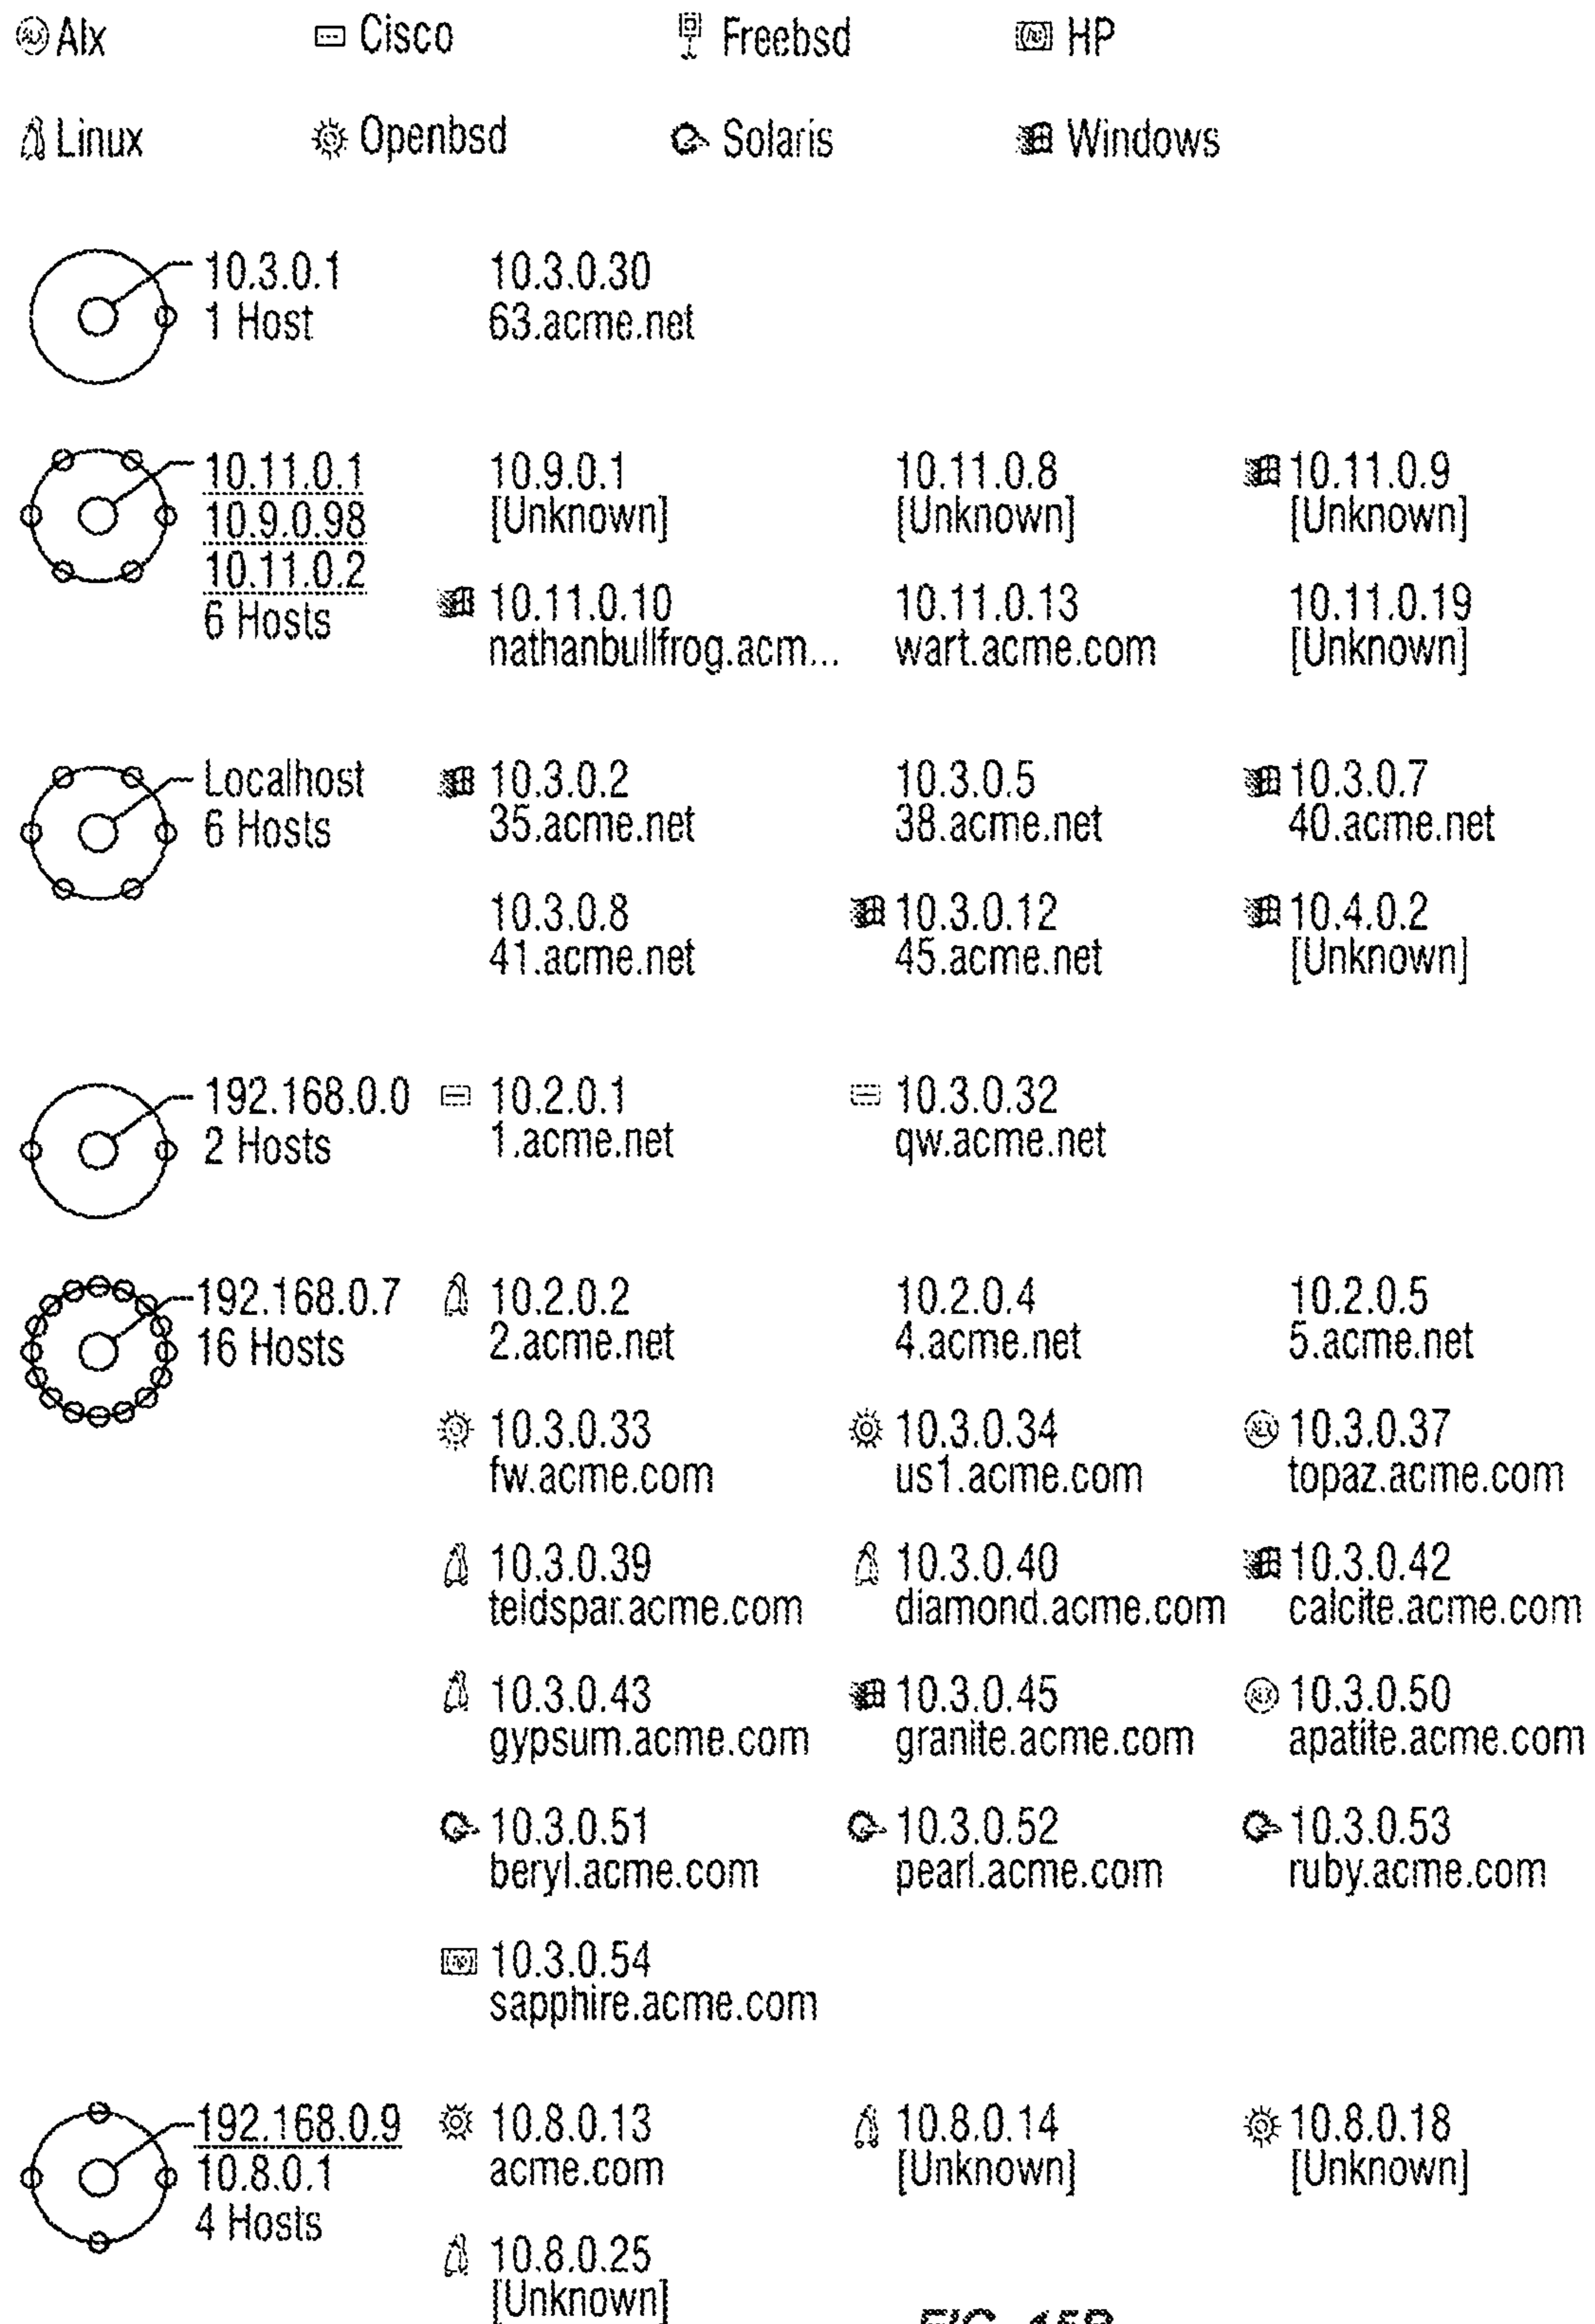 AIx Cisco Freebsd HP
Linux Openbsd Solaris Windows
10.3.0.1 10.3.0.30
1 Host 63.acme.net
10.11.0.1 10.9.0.1 10.11.0.8 10.11.0.9
10.9.0.98 [Unknown] [Unknown] [Unknown]
10.11.0.2 10.11.0.10 10.11.0.13 10.11.0.19
6 Hosts nathanbullfrog.acm... wart.acme.com [Unknown]
Localhost 10.3.0.2 10.3.0.5 10.3.0.7
6 Hosts 35.acme.net 38.acme.net 40.acme.net
10.3.0.8 10.3.0.12 10.4.0.2
41.acme.net 45.acme.net [Unknown]
192.168.0.0 10.2.0.1 10.3.0.32
2 Hosts 1.acme.net qw.acme.net
192.168.0.7 10.2.0.2 10.2.0.4 10.2.0.5
16 Hosts 2.acme.net 4.acme.net 5.acme.net
10.3.0.33 10.3.0.34 10.3.0.37
fw.acme.com us1.acme.com topaz.acme.com
10.3.0.39 10.3.0.40 10.3.0.42
teldspar.acme.com diamond.acme.com calcite.acme.com
10.3.0.43 10.3.0.45 10.3.0.50
gypsum.acme.com granite.acme.com apatite.acme.com
10.3.0.51 10.3.0.52 10.3.0.53
beryl.acme.com pearl.acme.com ruby.acme.com
10.3.0.54
sapphire.acme.com
192.168.0.9 10.8.0.13 10.8.0.14 10.8.0.18
10.8.0.1 acme.com [Unknown] [Unknown]
4 Hosts 10.8.0.25
[Unknown]